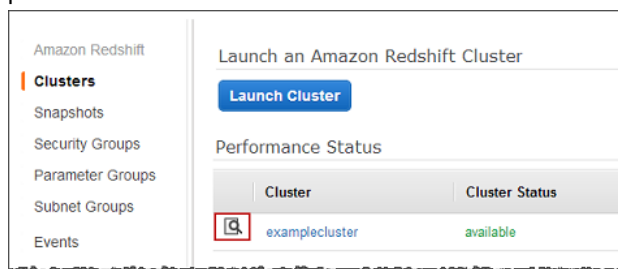 Amazon Redshift
Clusters
Snapshots
Security Groups
Parameter Groups
Subnet Groups
Events
Launch an Amazon Redshift Cluster
Launch Cluster
Performance Status
Cluster Cluster Status
examplecluster available